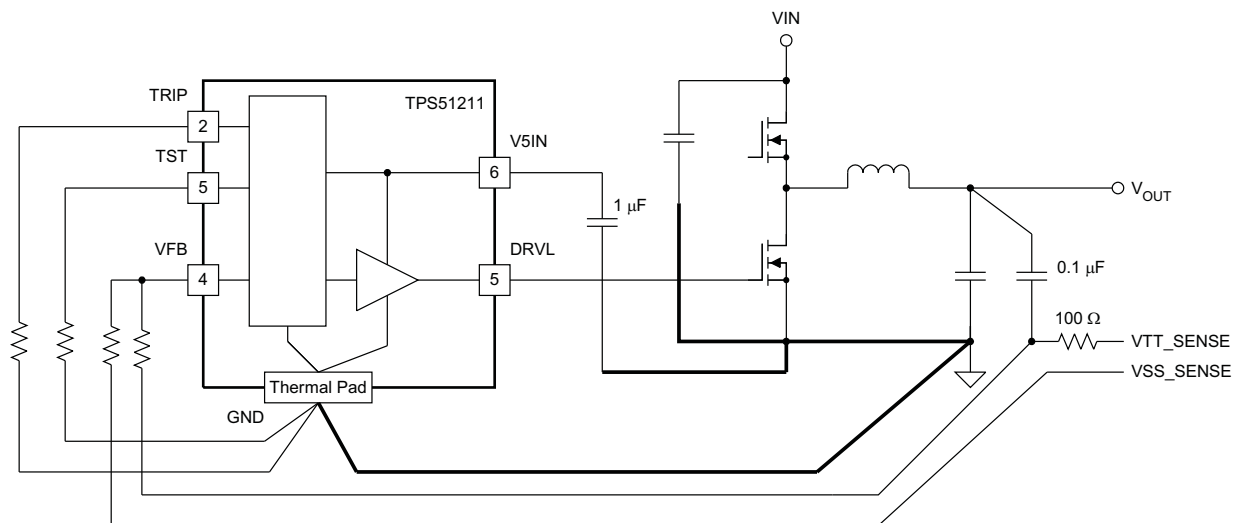 VIN
TRIP
TPS51211
2
V5IN
TST
6
5
1 μF
V_OUT
VFB
DRVL
4
5
0.1 μF
100 Ω
VTT_SENSE
VSS_SENSE
Thermal Pad
GND